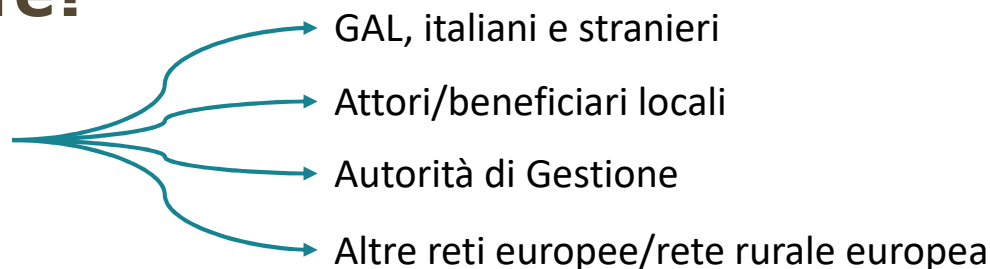 GAL, italiani e stranieri
Attori/beneficiari locali
Autorità di Gestione
Altre reti europee/rete rurale europea